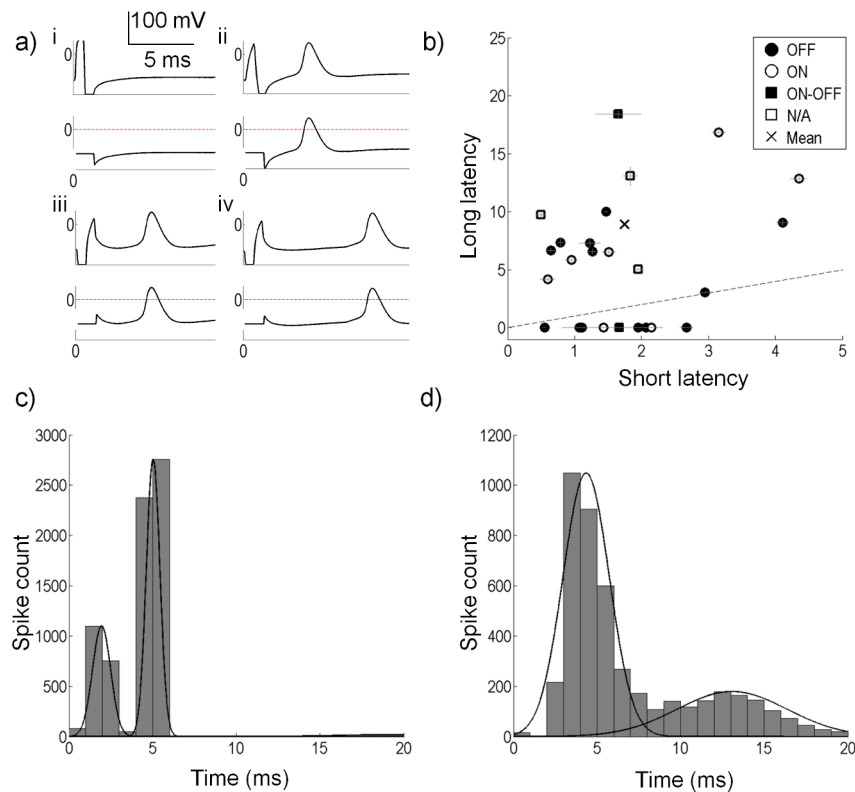 a)
i
100 mV
5 ms
ii
0
0
0
0
0
0
iii
iv
0
0
0
0
0
0
b)
Long latency
25
20
15
10
5
0
0 1 2 3 4 5
Short latency
OFF
ON
ON-OFF
N/A
Mean
c)
Spike count
3000
2500
2000
1500
1000
500
0
0 5 10 15 20
Time (ms)
d)
Spike count
1200
1000
800
600
400
200
0
0 5 10 15 20
Time (ms)